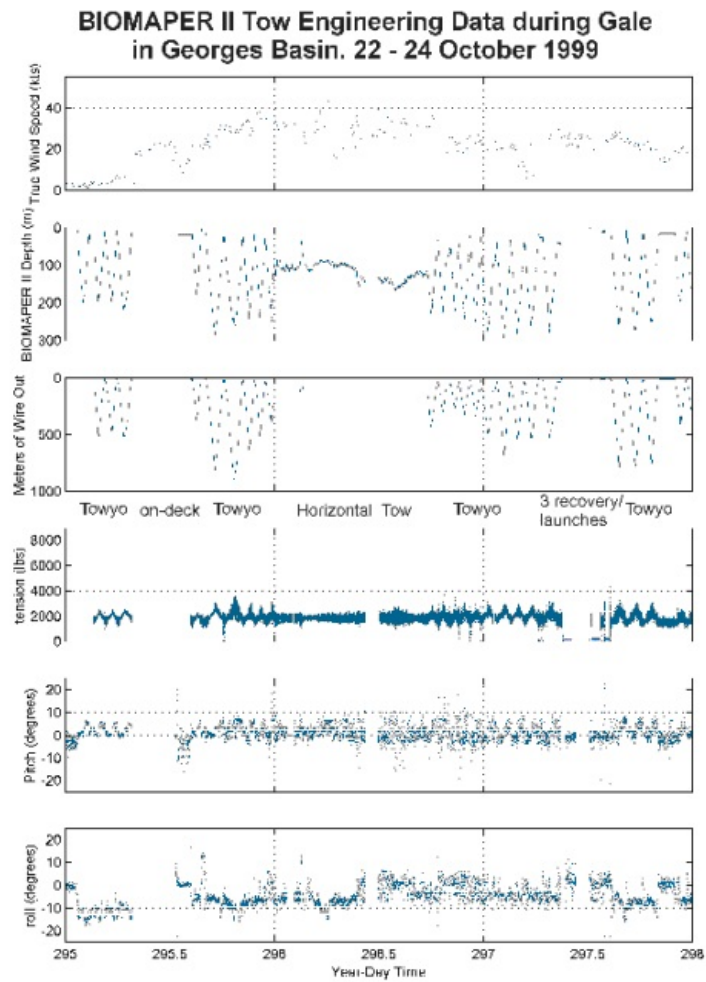 BIOMAPER II Tow Engineering Data during Gale
in Georges Basin. 22 - 24 October 1999
True Wind Speed (kts)
40
20
0
BIOMAPER II Depth (m)
0
100
200
300
Meters of Wire Out
0
500
1000
Towyo on-deck Towyo Horizontal Tow Towyo 3 recovery/ launches Towyo
tension (lbs)
8000
6000
4000
2000
0
Pitch (degrees)
20
10
0
-10
-20
roll (degrees)
20
10
0
-10
-20
295 295.5 296 296.5 297 297.5 298
Year-Day Time